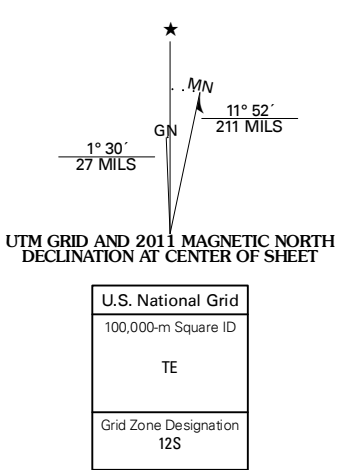 ★
MN
GN
11° 52´
211 MILS
1° 30´
27 MILS
UTM GRID AND 2011 MAGNETIC NORTH
DECLINATION AT CENTER OF SHEET
U.S. National Grid
100,000-m Square ID
TE
Grid Zone Designation
12S